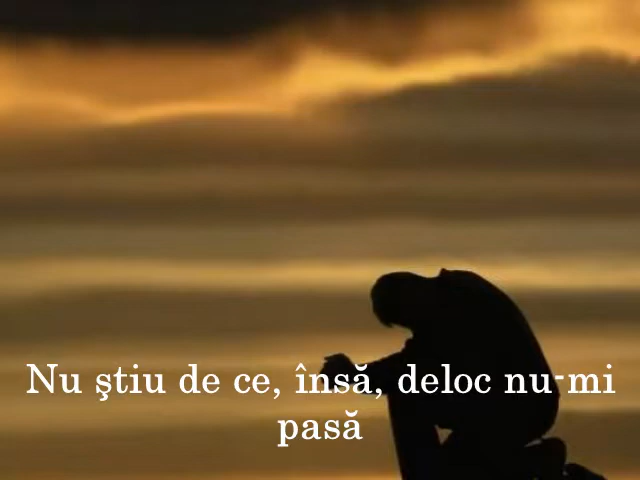 Nu ştiu de ce, însă, deloc nu-mi
pasă